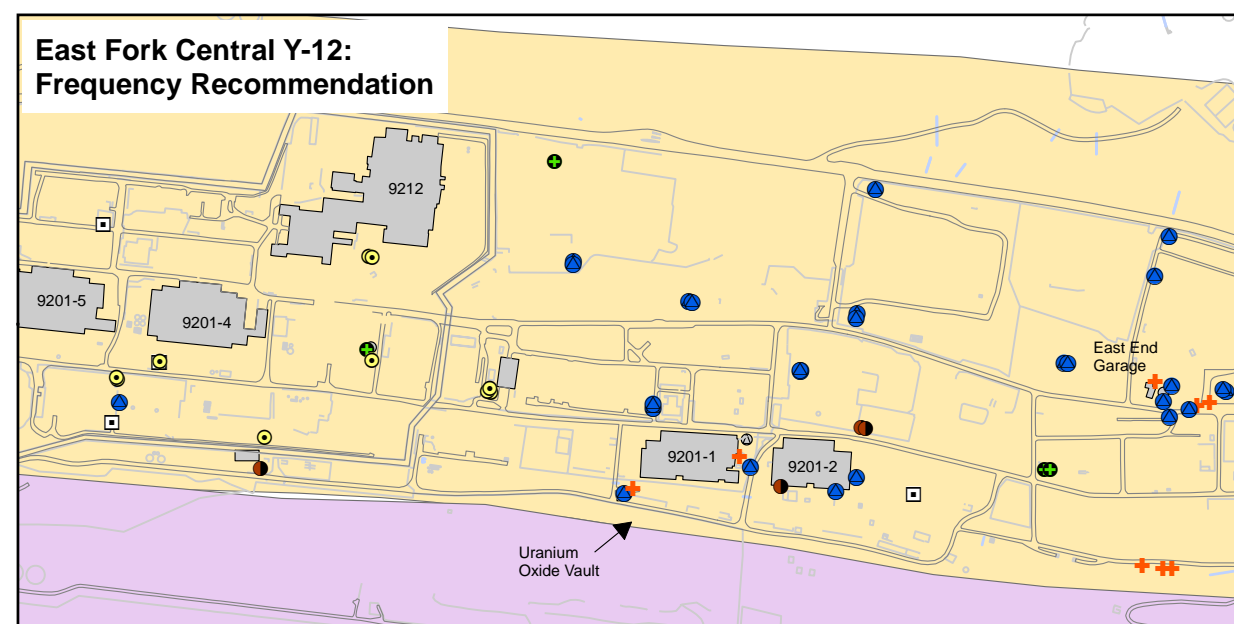 East Fork Central Y-12:
Frequency Recommendation
9212
9201-5
9201-4
East End
Garage
9201-1
9201-2
Uranium
Oxide Vault